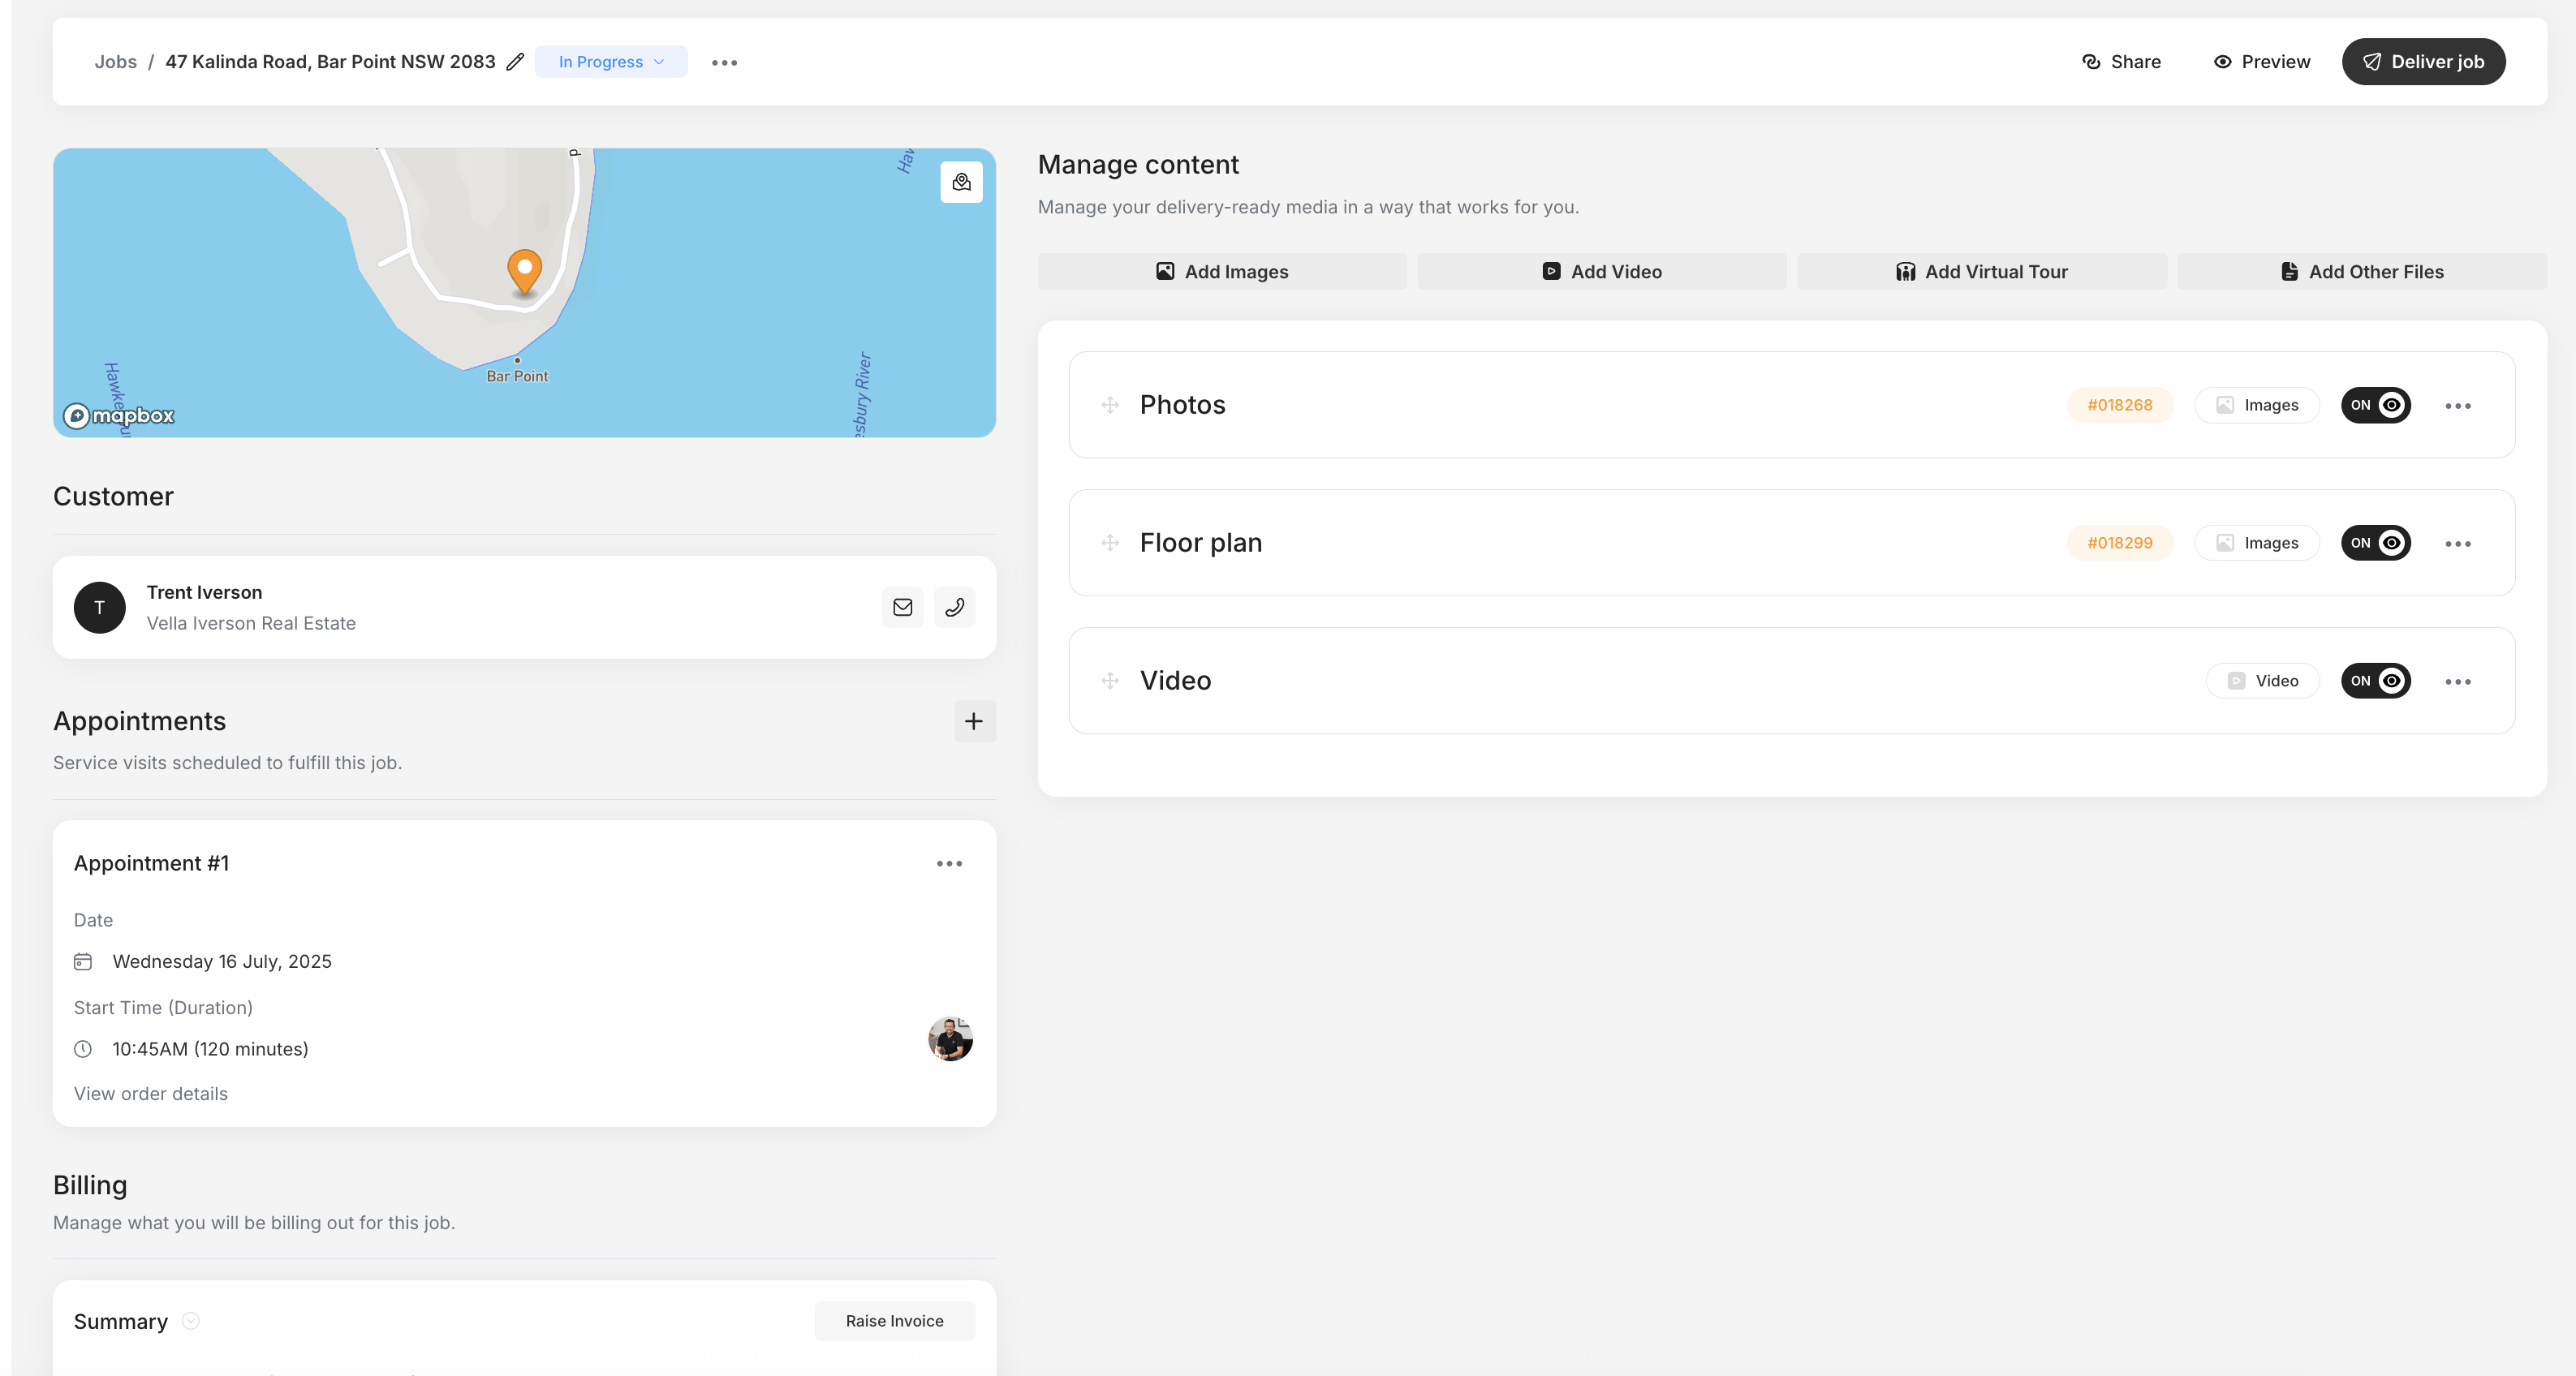 Jobs / 47 Kalinda Road, Bar Point NSW 2083 In Progress
Share Preview Deliver job
Bar Point
mapbox
esbury River
Customer
T
Trent Iverson
Vella Iverson Real Estate
Appointments
Service visits scheduled to fulfill this job.
Appointment #1
Date
Wednesday 16 July, 2025
Start Time (Duration)
10:45AM (120 minutes)
View order details
Billing
Manage what you will be billing out for this job.
Summary Raise Invoice
Manage content
Manage your delivery-ready media in a way that works for you.
Add Images Add Video Add Virtual Tour Add Other Files
Photos #018268 Images ON
Floor plan #018299 Images ON
Video Video ON